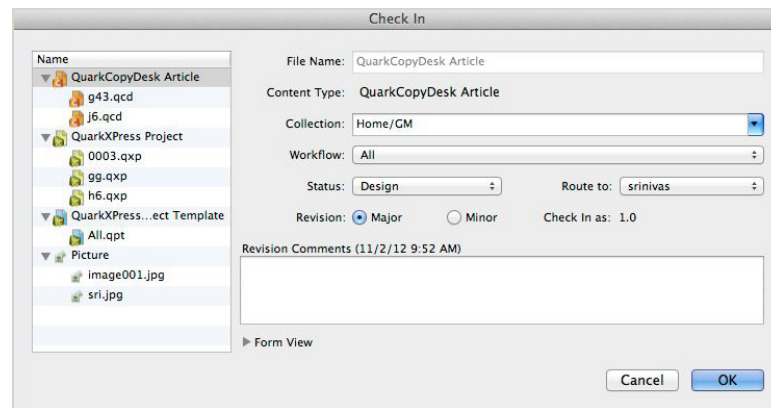 Check In
Name
QuarkCopyDesk Article
g43.qcd
j6.qcd
QuarkXPress Project
0003.qxp
gg.qxp
h6.qxp
QuarkXPress...ect Template
All.qpt
Picture
image001.jpg
sri.jpg
File Name: QuarkCopyDesk Article
Content Type: QuarkCopyDesk Article
Collection: Home/GM
Workflow: All
Status: Design Route to: srinivas
Revision: Major Minor Check In as: 1.0
Revision Comments (11/2/12 9:52 AM)
Form View
Cancel OK